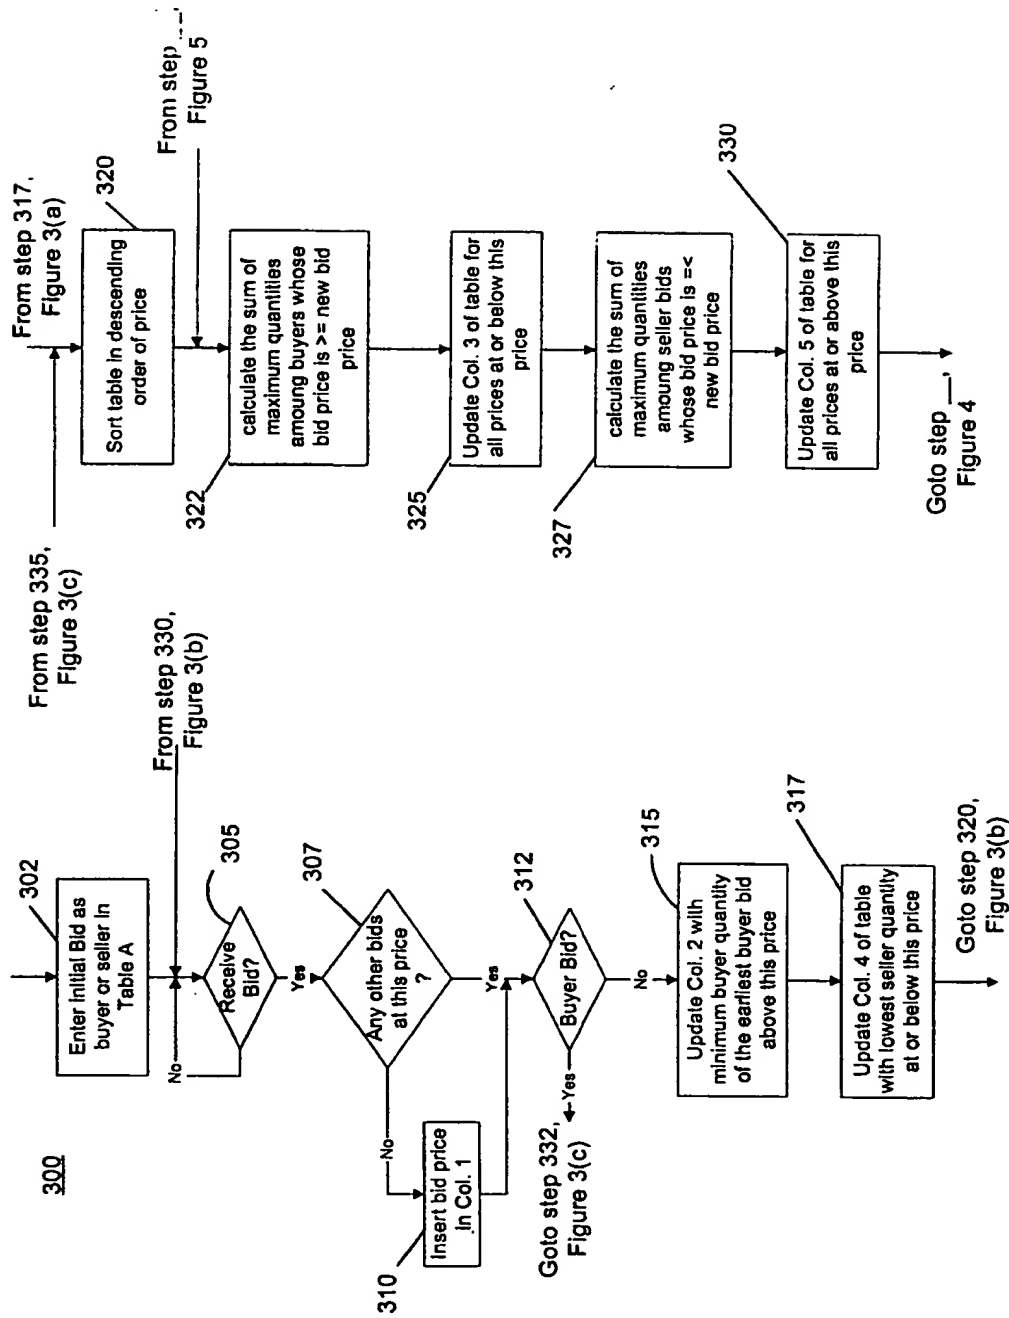 300
302
Enter Initial Bid as
buyer or seller In
Table A
From step 330,
Figure 3(b)
305
Receive
Bid?
No
Yes
307
Any other bids
at this price
?
No
Yes
310
Insert bid price
in Col. 1
312
Buyer Bid?
Yes
Goto step 332,
Figure 3(c)
No
315
Update Col. 2 with
minimum buyer quantity
of the earliest buyer bid
above this price
317
Update Col. 4 of table
with lowest seller quantity
at or below this price
Goto step 320,
Figure 3(b)
From step 335,
Figure 3(c)
From step 317,
Figure 3(a)
320
Sort table in descending
order of price
From step __,
Figure 5
322
calculate the sum of
maximum quantities
amoung buyers whose
bid price is >= new bid
price
325
Update Col. 3 of table for
all prices at or below this
price
327
calculate the sum of
maximum quantities
amoung seller bids
whose bid price is =<
new bid price
330
Update Col. 5 of table for
all prices at or above this
price
Goto step __,
Figure 4